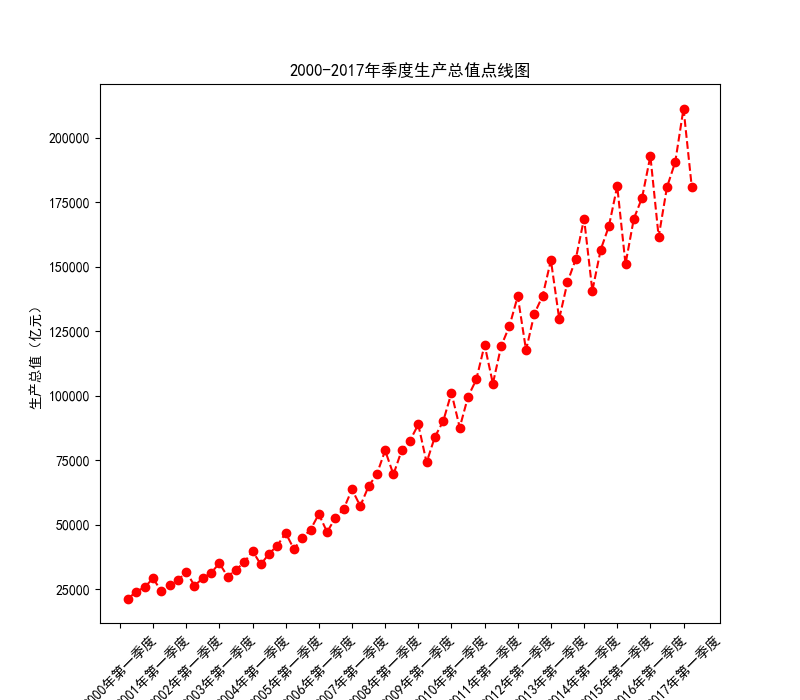 2000-2017年季度生产总值点线图
生产总值（亿元）
200000
175000
150000
125000
100000
75000
50000
25000
2000年第一季度
2001年第一季度
2002年第一季度
2003年第一季度
2004年第一季度
2005年第一季度
2006年第一季度
2007年第一季度
2008年第一季度
2009年第一季度
2010年第一季度
2011年第一季度
2012年第一季度
2013年第一季度
2014年第一季度
2015年第一季度
2016年第一季度
2017年第一季度